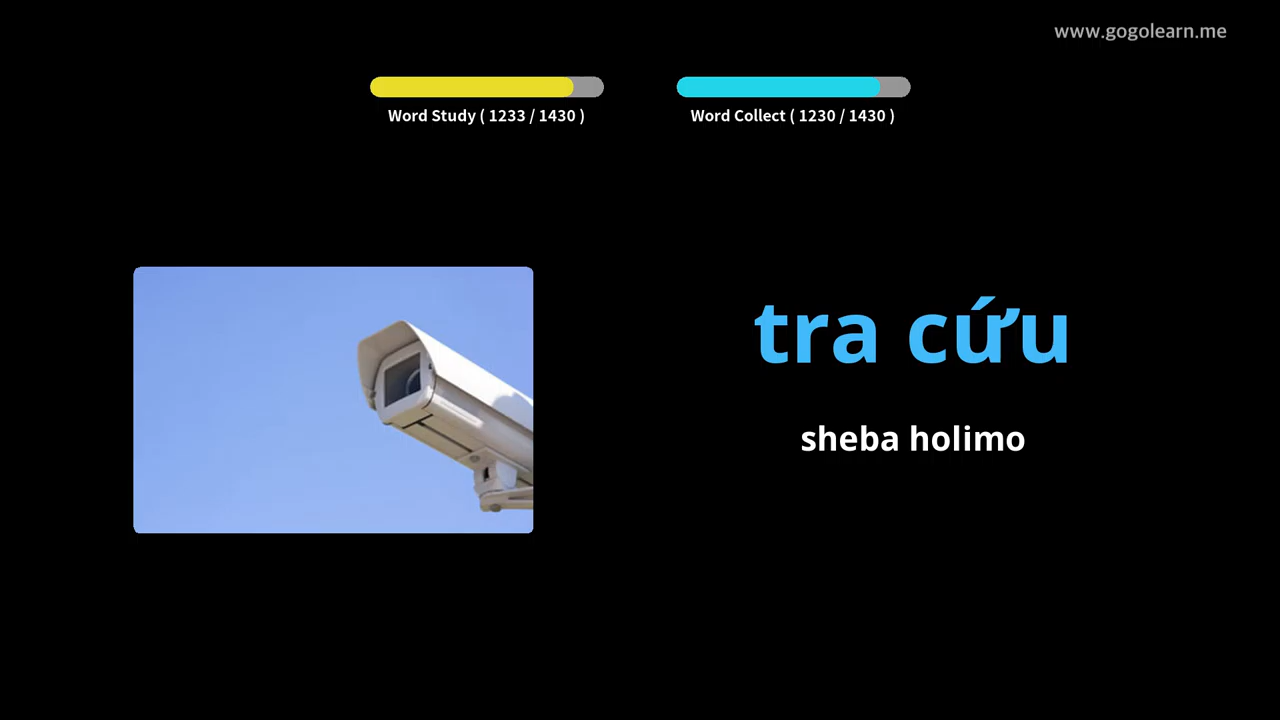 www.gogolearn.me
Word Study ( 1233 / 1430 )
Word Collect ( 1230 / 1430 )
tra cứu
sheba holimo